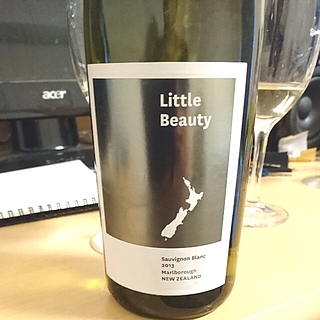 acer
Little
Beauty
Sauvignon Blanc
2013
Marlborough
NEW ZEALAND